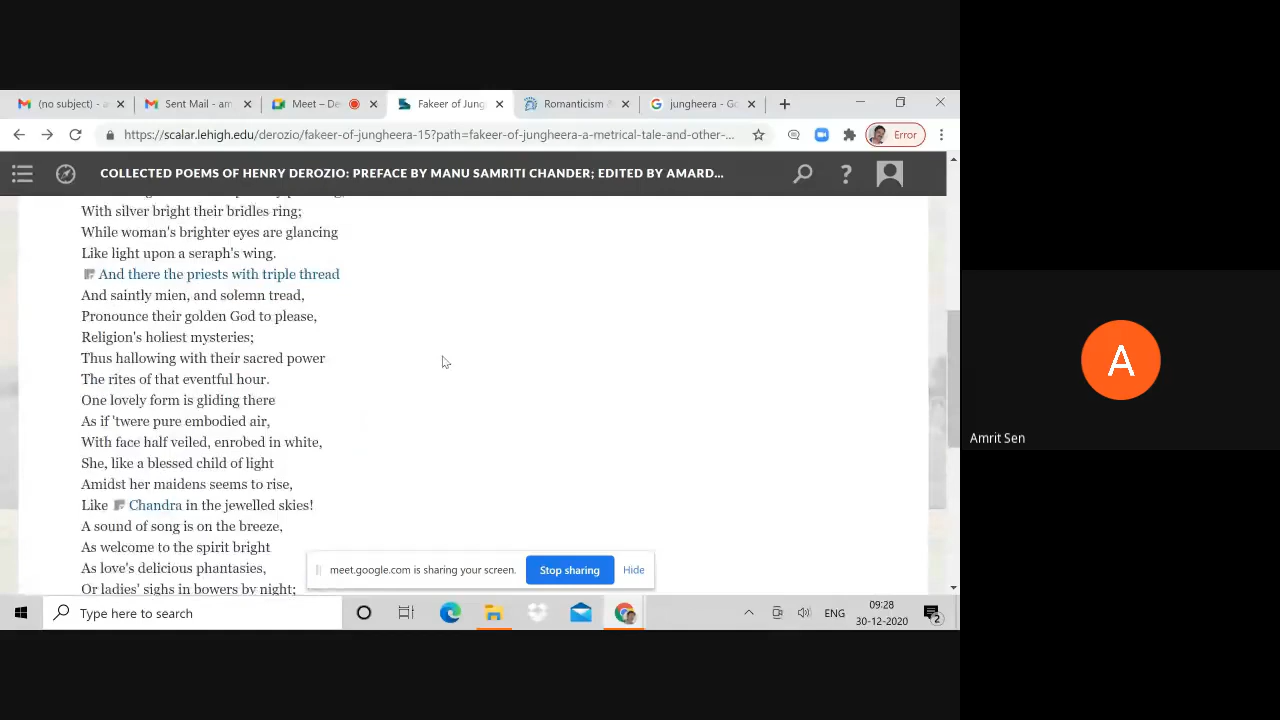 (no subject) - a
Sent Mail - am
Meet – De
Fakeer of Jung
Romanticism &
jungheera - Go
https://scalar.lehigh.edu/derozio/fakeer-of-jungheera-15?path=fakeer-of-jungheera-a-metrical-tale-and-other-...
Error
COLLECTED POEMS OF HENRY DEROZIO: PREFACE BY MANU SAMRITI CHANDER; EDITED BY AMARD...
With silver bright their bridles ring;
While woman's brighter eyes are glancing
Like light upon a seraph's wing.
And there the priests with triple thread
And saintly mien, and solemn tread,
Pronounce their golden God to please,
Religion's holiest mysteries;
Thus hallowing with their sacred power
The rites of that eventful hour.
One lovely form is gliding there
As if 'twere pure embodied air,
With face half veiled, enrobed in white,
She, like a blessed child of light
Amidst her maidens seems to rise,
Like Chandra in the jewelled skies!
A sound of song is on the breeze,
As welcome to the spirit bright
As love's delicious phantasies,
Or ladies' sighs in bowers by night;
meet.google.com is sharing your screen.
Stop sharing
Hide
Type here to search
ENG
09:28
30-12-2020
2
A
Amrit Sen